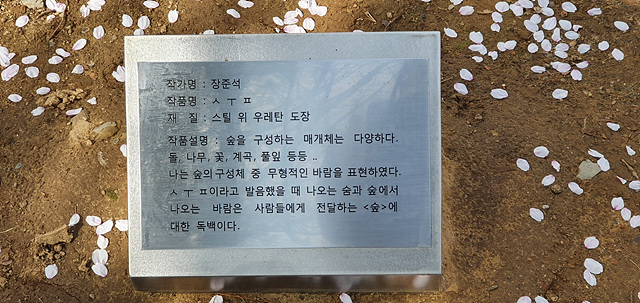 작가명 : 장준석
작품명 : ㅅ ㅜ ㅍ
재 질 : 스틸 위 우레탄 도장
작품설명 : 숲을 구성하는 매개체는 다양하다.
돌, 나무, 꽃, 계곡, 풀잎 등등 ..
나는 숲의 구성체 중 무형적인 바람을 표현하였다.
ㅅ ㅜ ㅍ이라고 발음했을 때 나오는 숨과 숲에서
나오는 바람은 사람들에게 전달하는 <숲>에
대한 독백이다.